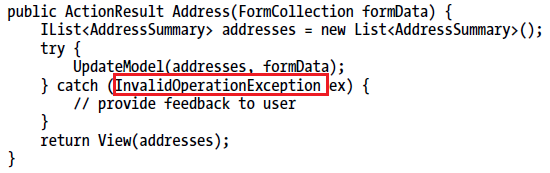 public ActionResult Address(FormCollection formData) {
    IList<AddressSummary> addresses = new List<AddressSummary>();
    try {
        UpdateModel(addresses, formData);
    } catch (InvalidOperationException ex) {
        // provide feedback to user
    }
    return View(addresses);
}